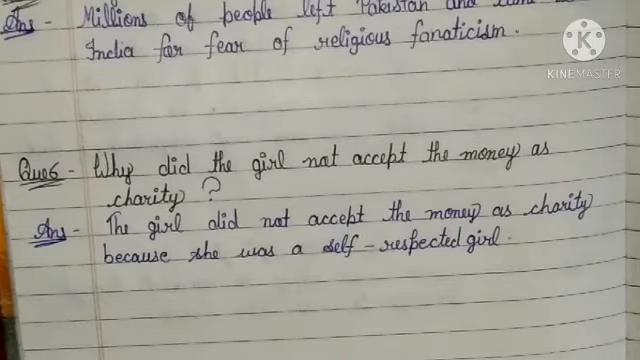 Ans - Millions of people left Pakistan and
India for fear of religious fanaticism.
KINEMASTER
Que6 - Why did the girl not accept the money as
charity?
Ans - The girl did not accept the money as charity
because she was a self-respected girl.